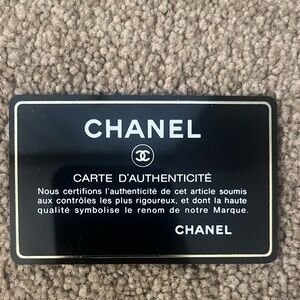 CHANEL
CARTE D'AUTHENTICITÉ
Nous certifions l'authenticité de cet article soumis
aux contrôles les plus rigoureux, et dont la haute
qualité symbolise le renom de notre Marque.
CHANEL